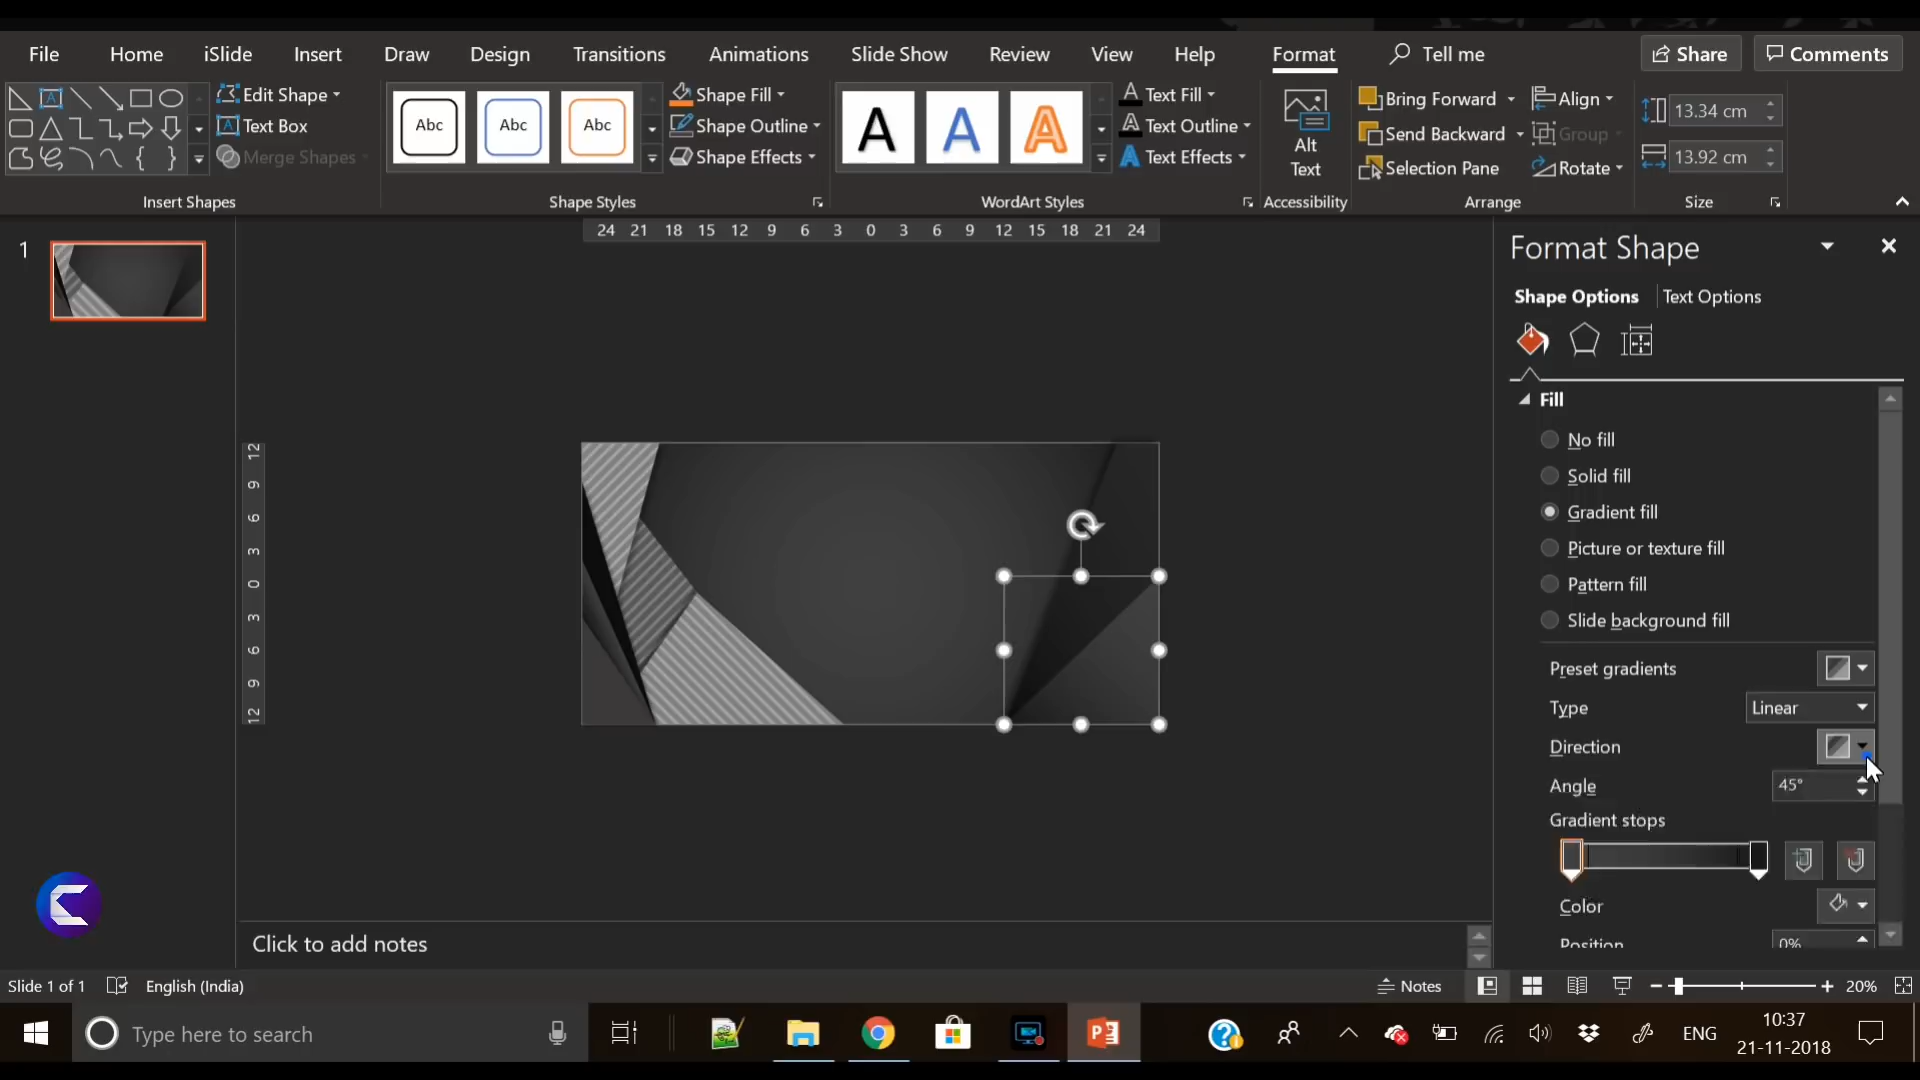 File Home iSlide Insert Draw Design Transitions Animations Slide Show Review View Help Format Tell me Share Comments
Edit Shape
Text Box
Merge Shapes
Insert Shapes
Abc Abc Abc
Shape Fill
Shape Outline
Shape Effects
Shape Styles
A A A
Text Fill
Text Outline
Text Effects
WordArt Styles
Alt
Text
Accessibility
Bring Forward
Send Backward
Selection Pane
Align
Group
Rotate
Arrange
13.34 cm
13.92 cm
Size
1
24 21 18 15 12 9 6 3 0 3 6 9 12 15 18 21 24
12 9 6 3 0 3 6 9 12
Format Shape
Shape Options Text Options
Fill
No fill
Solid fill
Gradient fill
Picture or texture fill
Pattern fill
Slide background fill
Preset gradients
Type Linear
Direction
Angle 45°
Gradient stops
Color
Position 0%
Click to add notes
Slide 1 of 1 English (India) Notes 20%
Type here to search ENG 10:37
21-11-2018